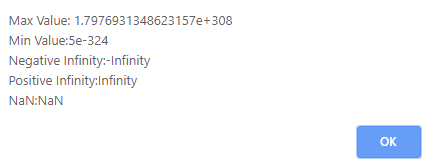 Max Value: 1.7976931348623157e+308
Min Value:5e-324
Negative Infinity:-Infinity
Positive Infinity:Infinity
NaN:NaN
OK